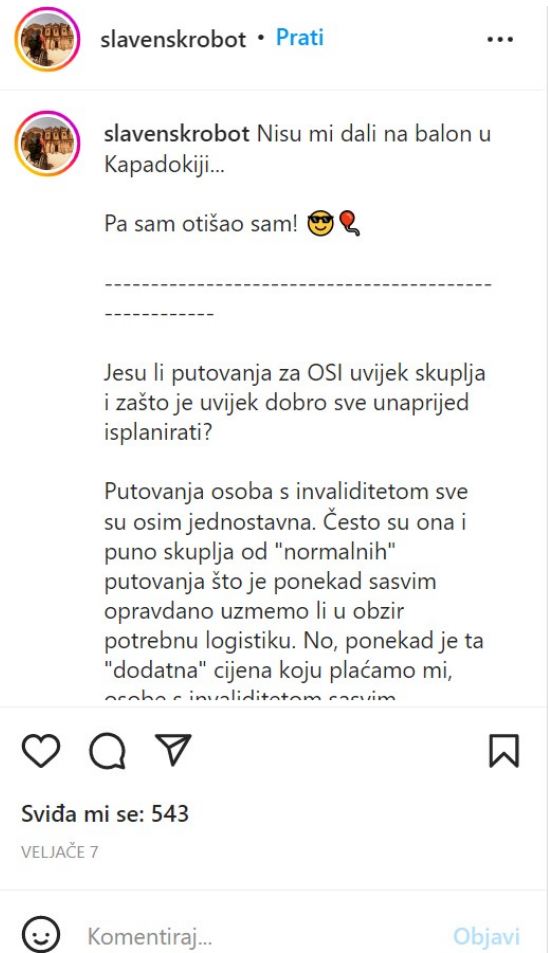 slavenskrobot • Prati
slavenskrobot Nisu mi dali na balon u
Kapadokiji...
Pa sam otišao sam! 😎🎈
------------------------------------------
------------
Jesu li putovanja za OSI uvijek skuplja
i zašto je uvijek dobro sve unaprijed
isplanirati?
Putovanja osoba s invaliditetom sve
su osim jednostavna. Često su ona i
puno skuplja od "normalnih"
putovanja što je ponekad sasvim
opravdano uzmemo li u obzir
potrebnu logistiku. No, ponekad je ta
"dodatna" cijena koju plaćamo mi,
osobe s invaliditetom sasvim
Sviđa mi se: 543
VELJAČE 7
Komentiraj...
Objavi